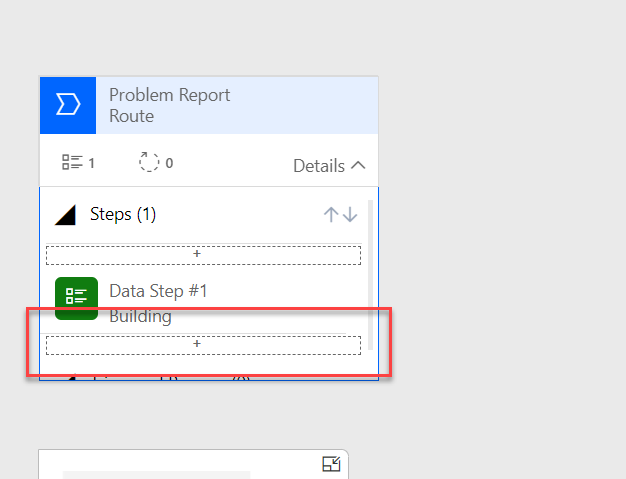 Problem Report
Route
1
0
Details
Steps (1)
+
Data Step #1
Building
+